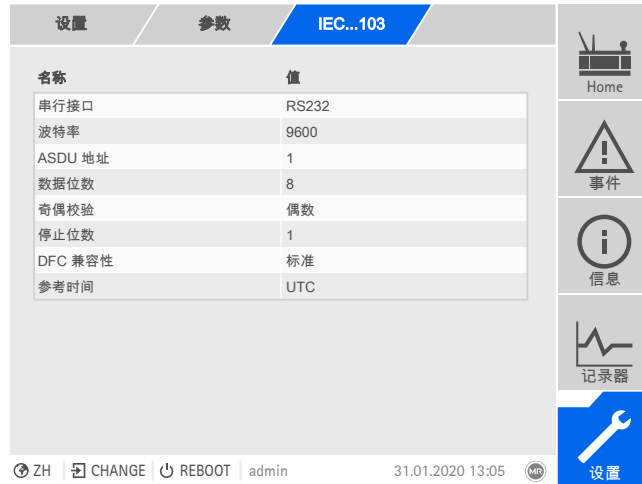 设置 参数 IEC...103
名称 值
串行接口 RS232
波特率 9600
ASDU 地址 1
数据位数 8
奇偶校验 偶数
停止位数 1
DFC 兼容性 标准
参考时间 UTC
Home
事件
信息
记录器
设置
ZH CHANGE REBOOT admin 31.01.2020 13:05 MR